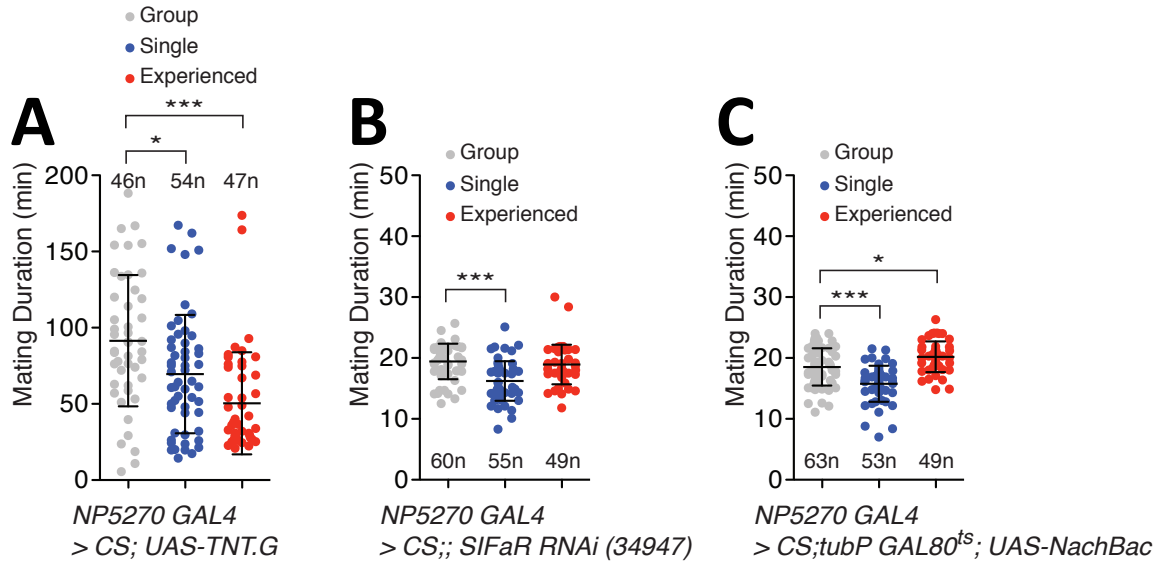 Group
Single
Experienced
A
***
*
46n 54n 47n
200
150
100
50
0
Mating Duration (min)
NP5270 GAL4
> CS; UAS-TNT.G
B
Group
Single
Experienced
***
50
40
30
20
10
0
Mating Duration (min)
60n 55n 49n
NP5270 GAL4
> CS;; SIFaR RNAi (34947)
C
Group
Single
Experienced
*
***
50
40
30
20
10
0
Mating Duration (min)
63n 53n 49n
NP5270 GAL4
> CS;tubP GAL80ts; UAS-NachBac